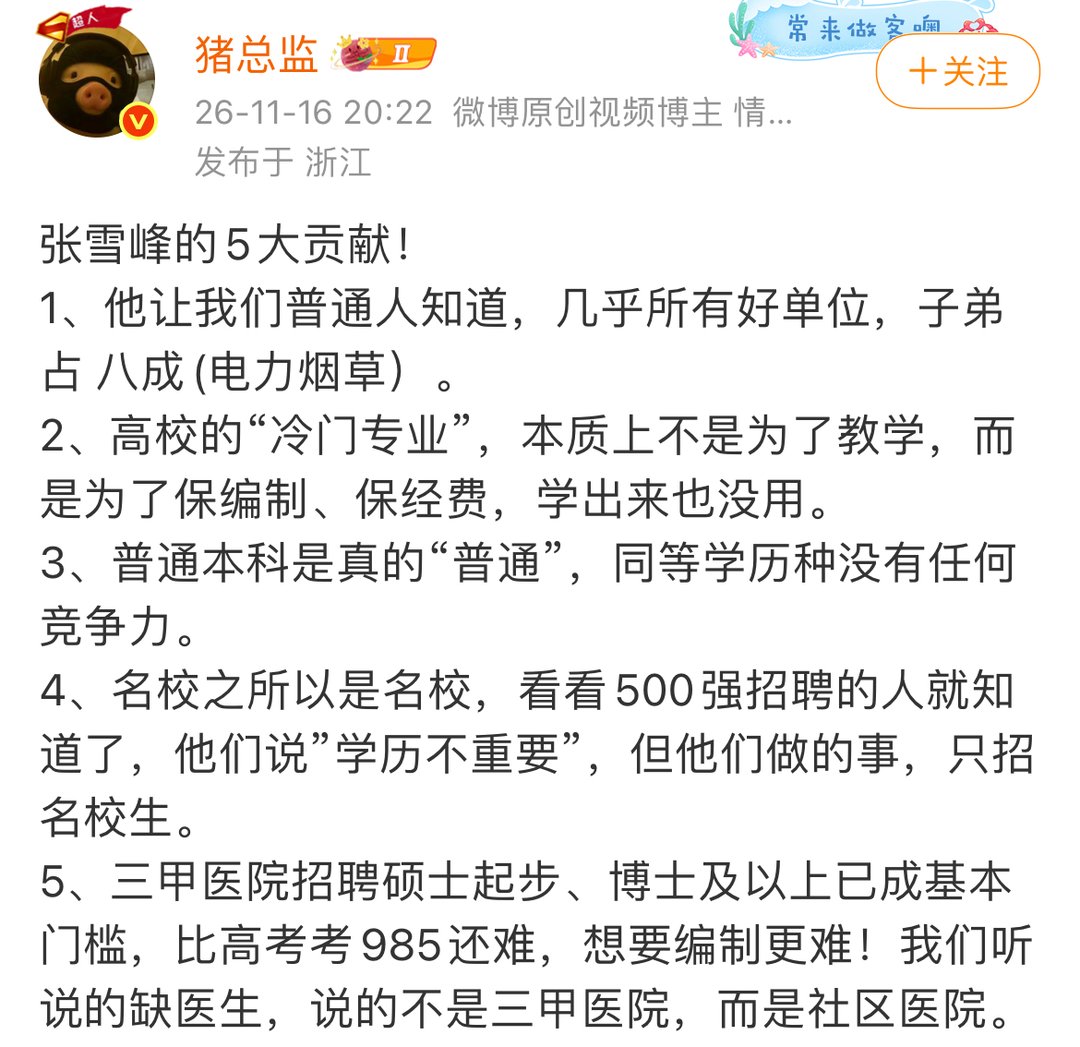 超人
常来做客噢
猪总监 II
+关注
26-11-16 20:22 微博原创视频博主 情...
发布于 浙江
张雪峰的5大贡献！
1、他让我们普通人知道，几乎所有好单位，子弟
占 八成(电力烟草）。
2、高校的“冷门专业”，本质上不是为了教学，而
是为了保编制、保经费，学出来也没用。
3、普通本科是真的“普通”，同等学历种没有任何
竞争力。
4、名校之所以是名校，看看500强招聘的人就知
道了，他们说”学历不重要”，但他们做的事，只招
名校生。
5、三甲医院招聘硕士起步、博士及以上已成基本
门槛，比高考考985还难，想要编制更难！我们听
说的缺医生，说的不是三甲医院，而是社区医院。